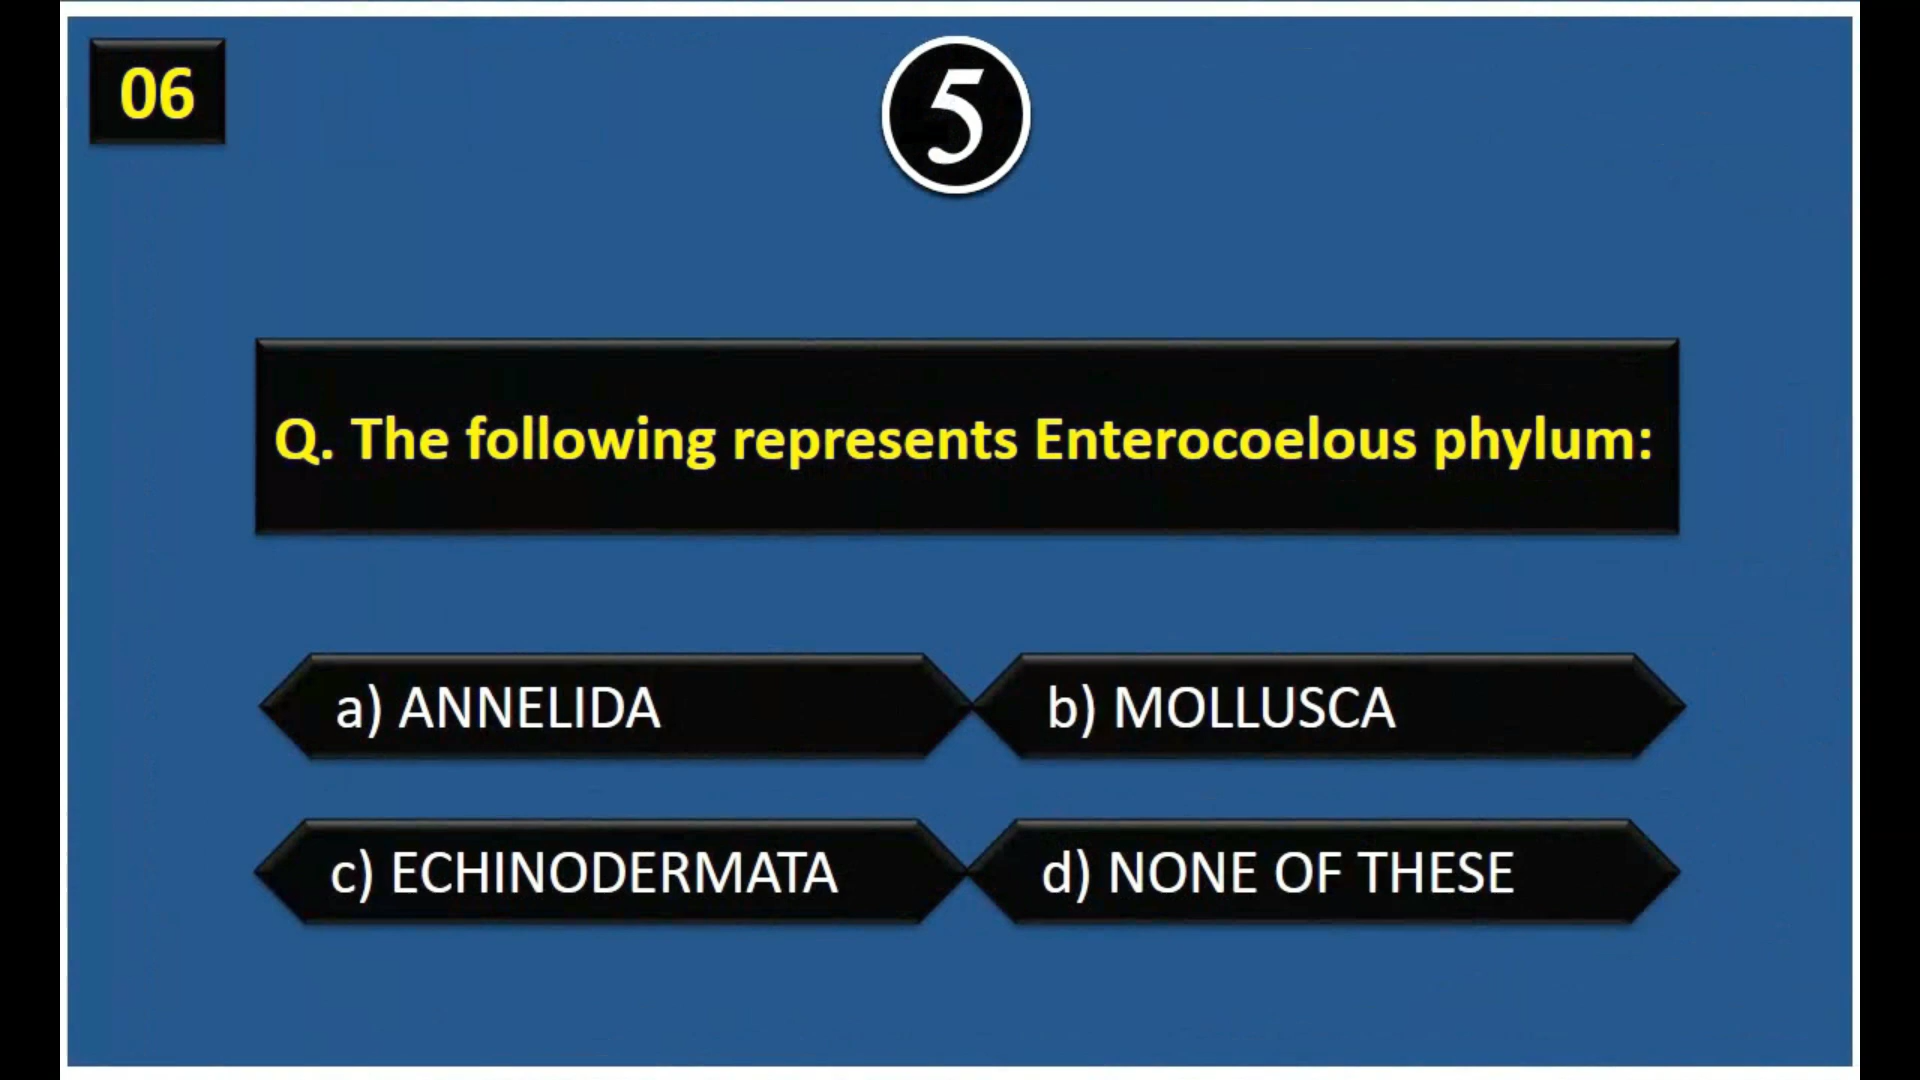 06
5
Q. The following represents Enterocoelous phylum:
a) ANNELIDA
b) MOLLUSCA
c) ECHINODERMATA
d) NONE OF THESE